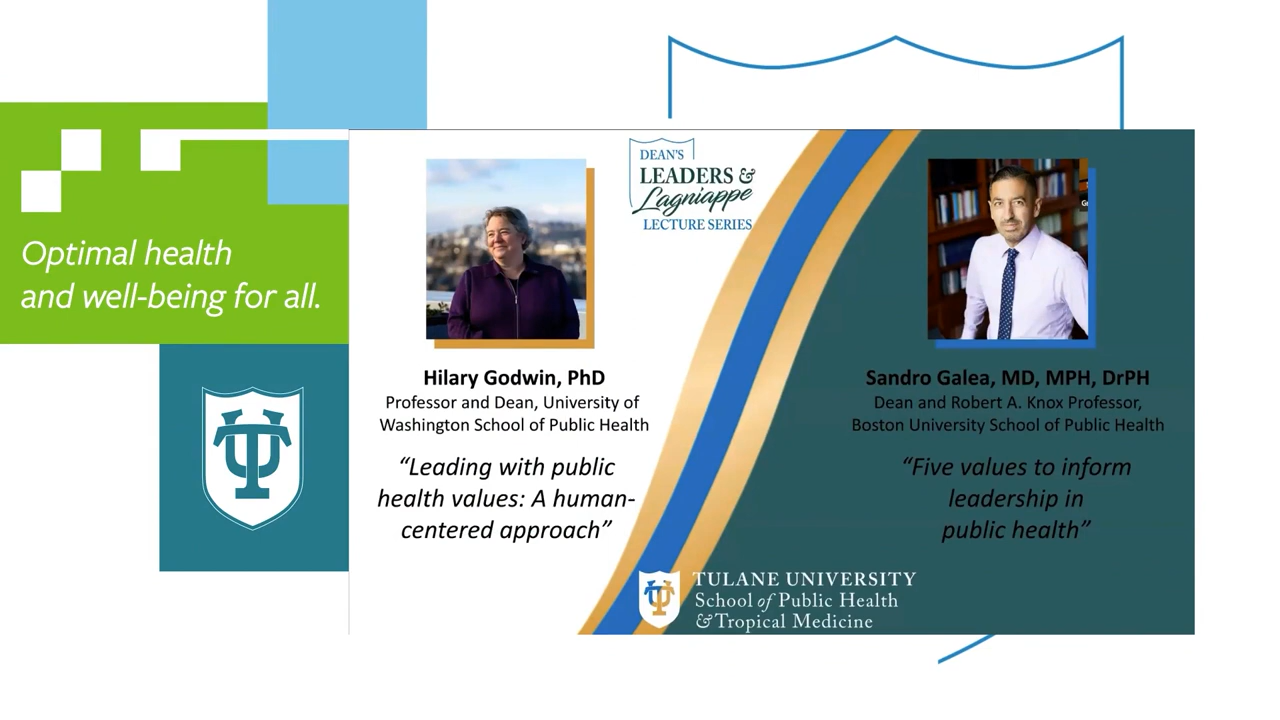 Optimal health
and well-being for all.
DEAN'S
LEADERS &
Lagniappe
LECTURE SERIES
Hilary Godwin, PhD
Professor and Dean, University of
Washington School of Public Health
“Leading with public
health values: A human-
centered approach”
Sandro Galea, MD, MPH, DrPH
Dean and Robert A. Knox Professor,
Boston University School of Public Health
“Five values to inform
leadership in
public health”
TULANE UNIVERSITY
School of Public Health
& Tropical Medicine